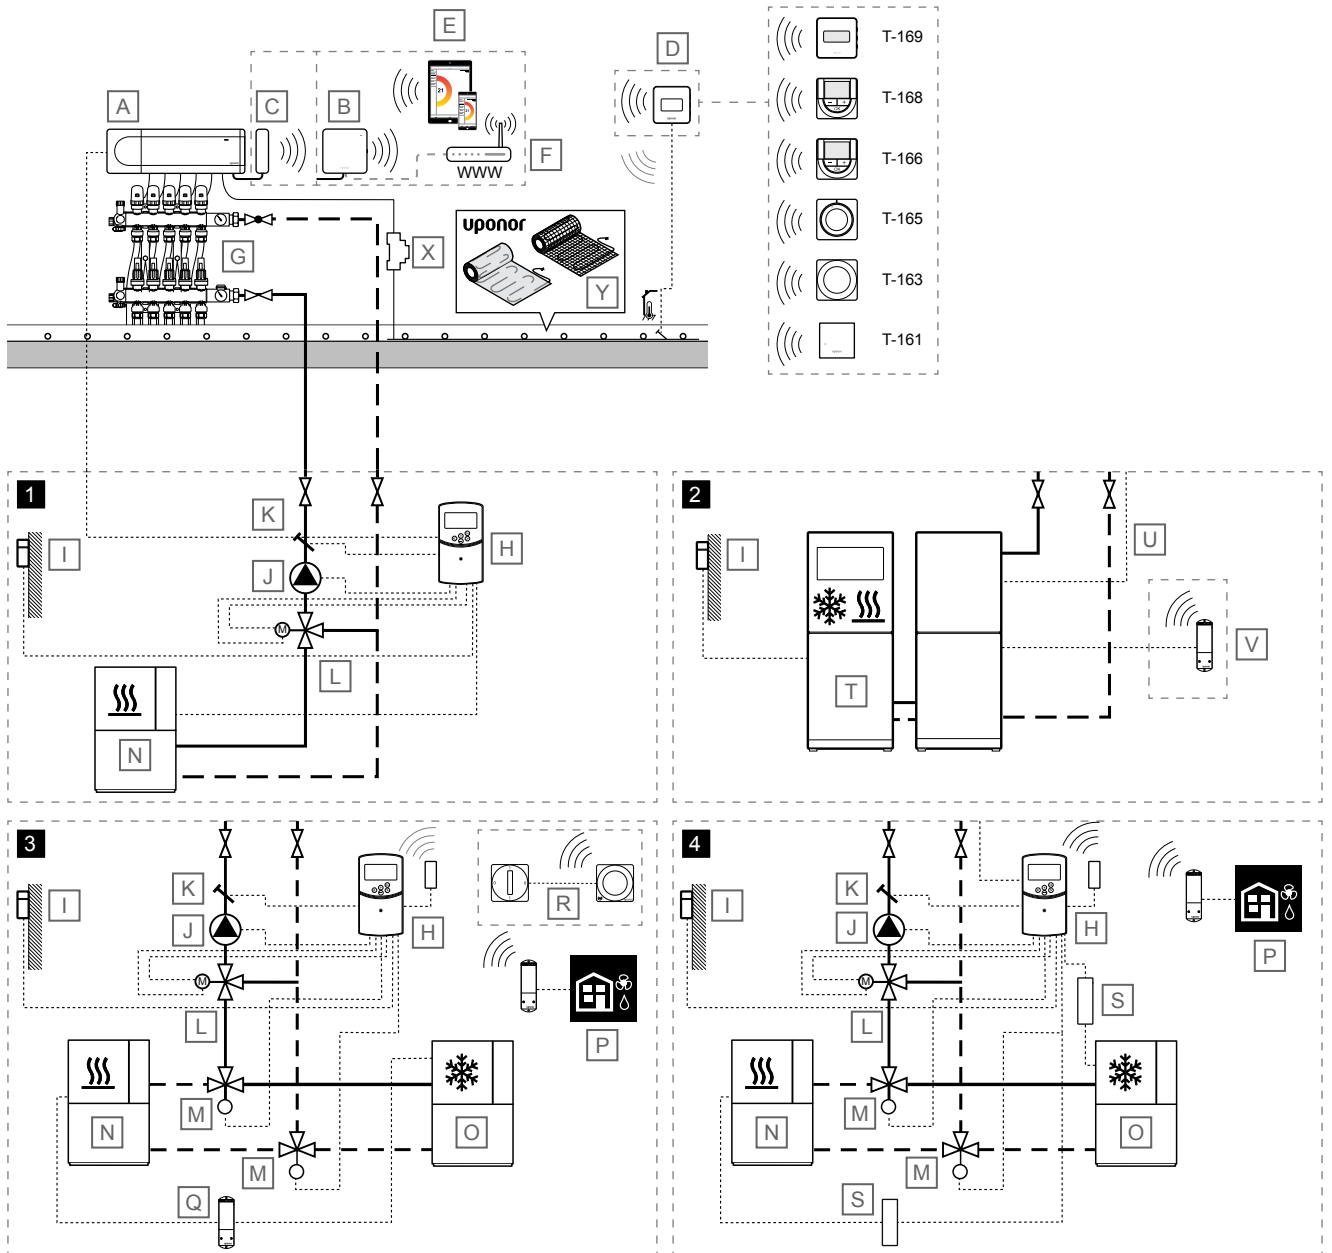 E
D
T-169
A
C
B
T-168
F
WWW
T-166
uponor
T-165
G
X
Y
T-163
T-161
1
K
H
I
J
M
L
N
2
I
U
V
T
3
K
I
J
H
R
M
L
P
N
M
O
M
Q
4
K
I
J
H
P
M
L
S
N
M
O
M
S